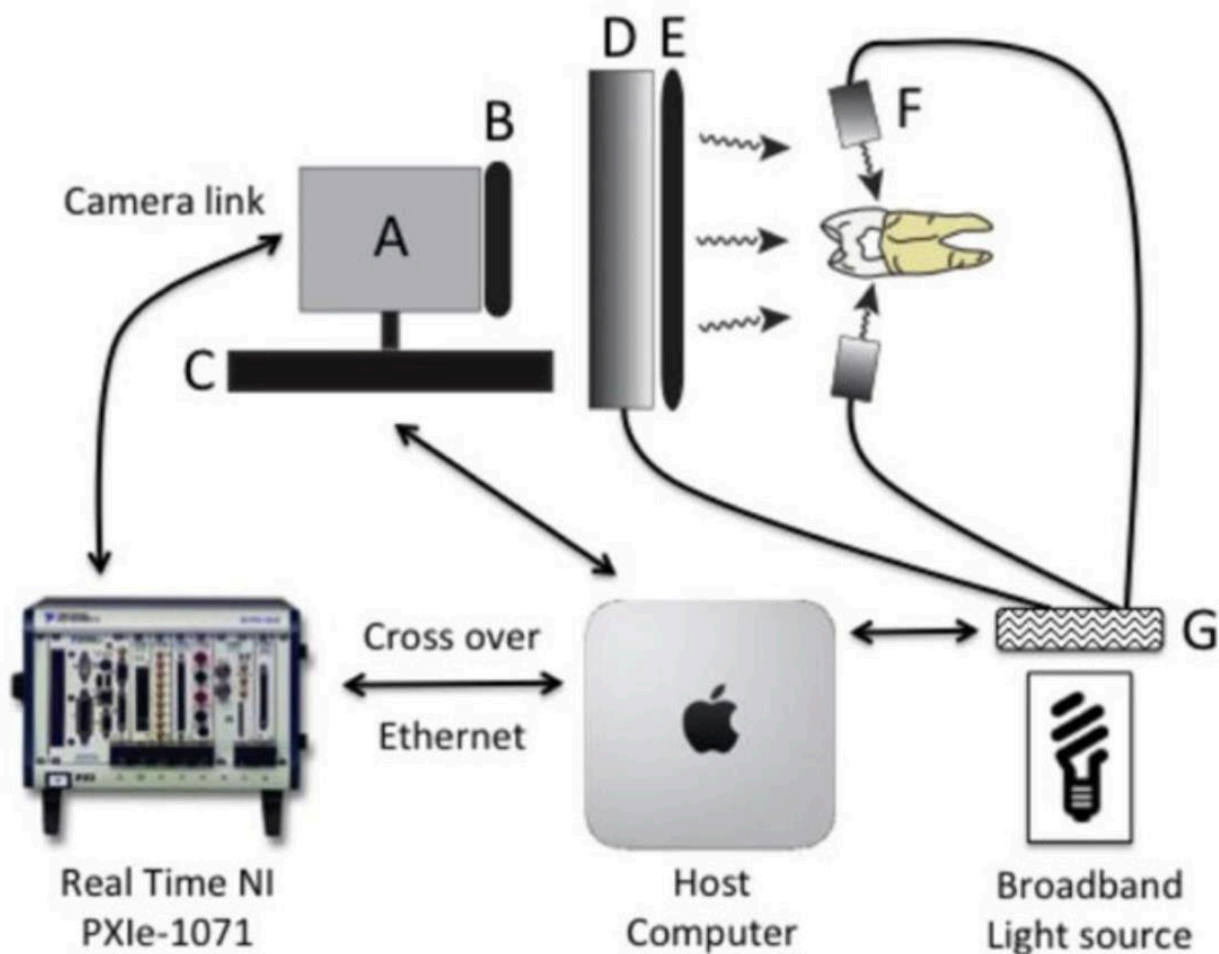 D E
B
F
Camera link
A
C
Cross over
Ethernet
G
Real Time NI
PXIe-1071
Host
Computer
Broadband
Light source